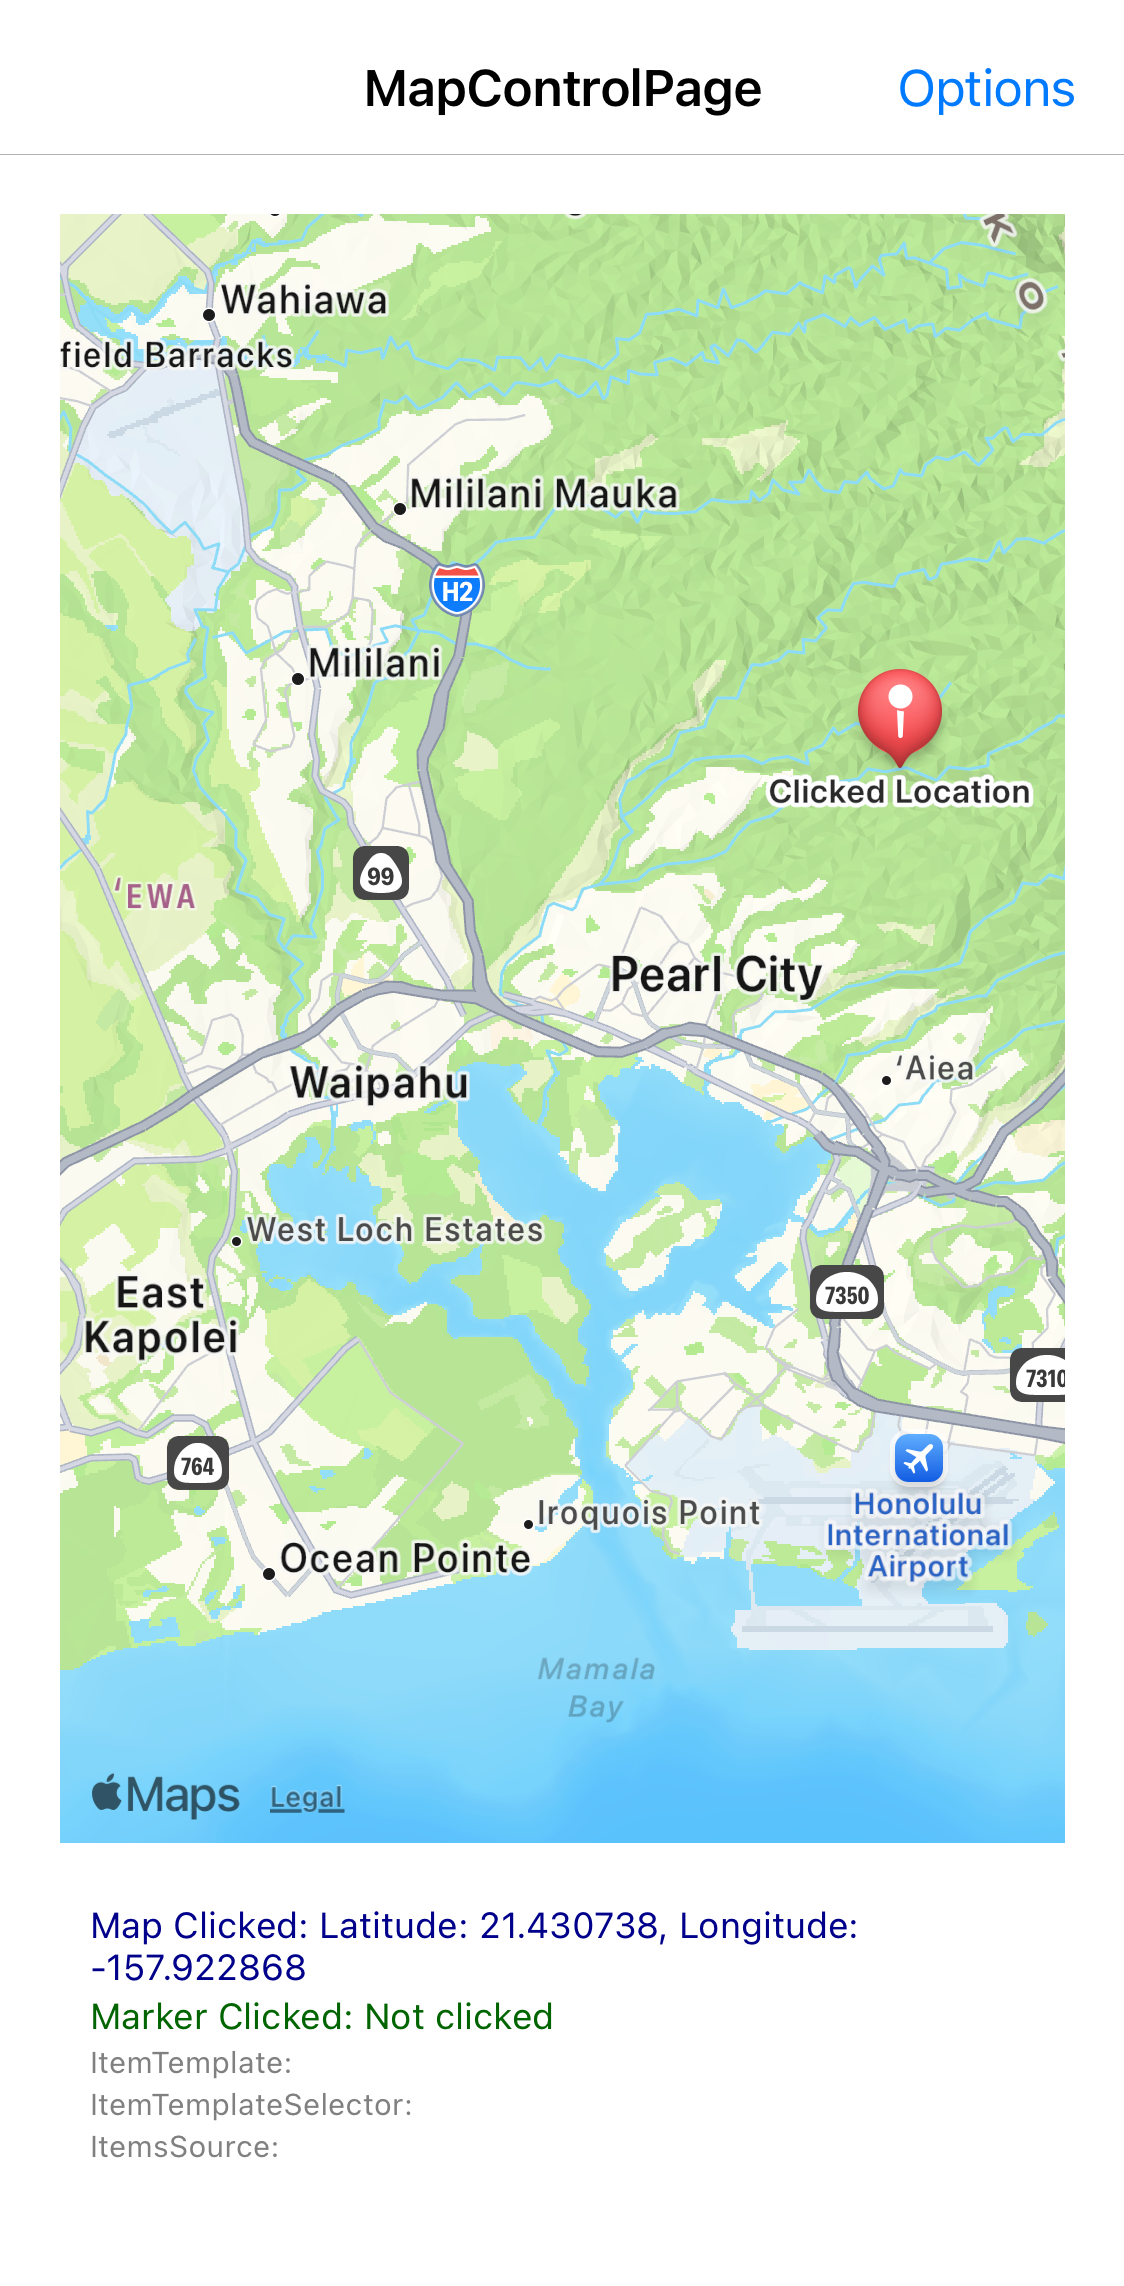 MapControlPage
Options
K
O
Wahiawa
field Barracks
Mililani Mauka
H2
Mililani
Clicked Location
99
ʻEWA
Pearl City
ʻAiea
Waipahu
West Loch Estates
East
Kapolei
7350
7310
764
Honolulu
International
Airport
Iroquois Point
Ocean Pointe
Mamala
Bay
Maps
Legal
Map Clicked: Latitude: 21.430738, Longitude:
-157.922868
Marker Clicked: Not clicked
ItemTemplate:
ItemTemplateSelector:
ItemsSource: